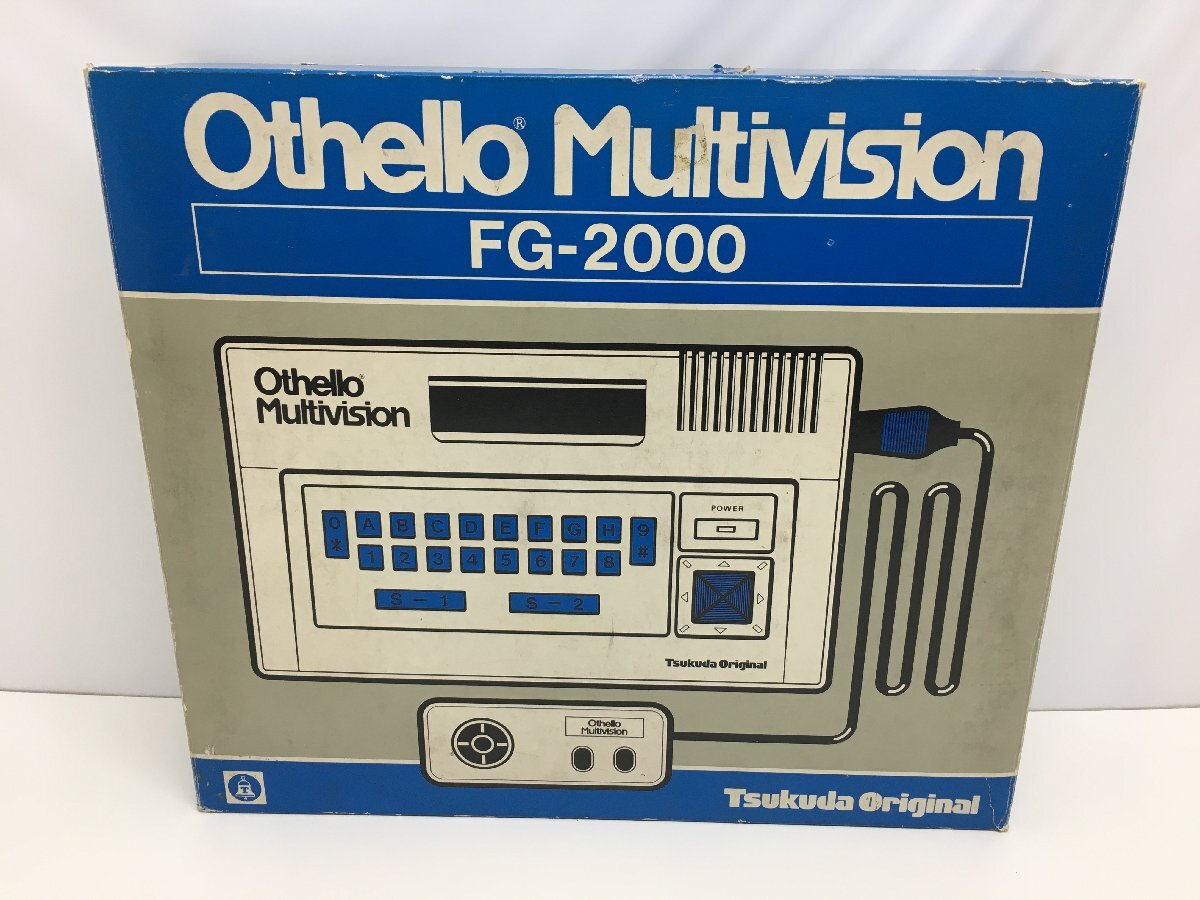 Othello® Multivision
FG-2000
Othello®
Multivision
POWER
0 A B C D E F G H 9
* 1 2 3 4 5 6 7 8 #
S-1 S-2
Tsukuda Original
Othello
Multivision
T
Tsukuda Original